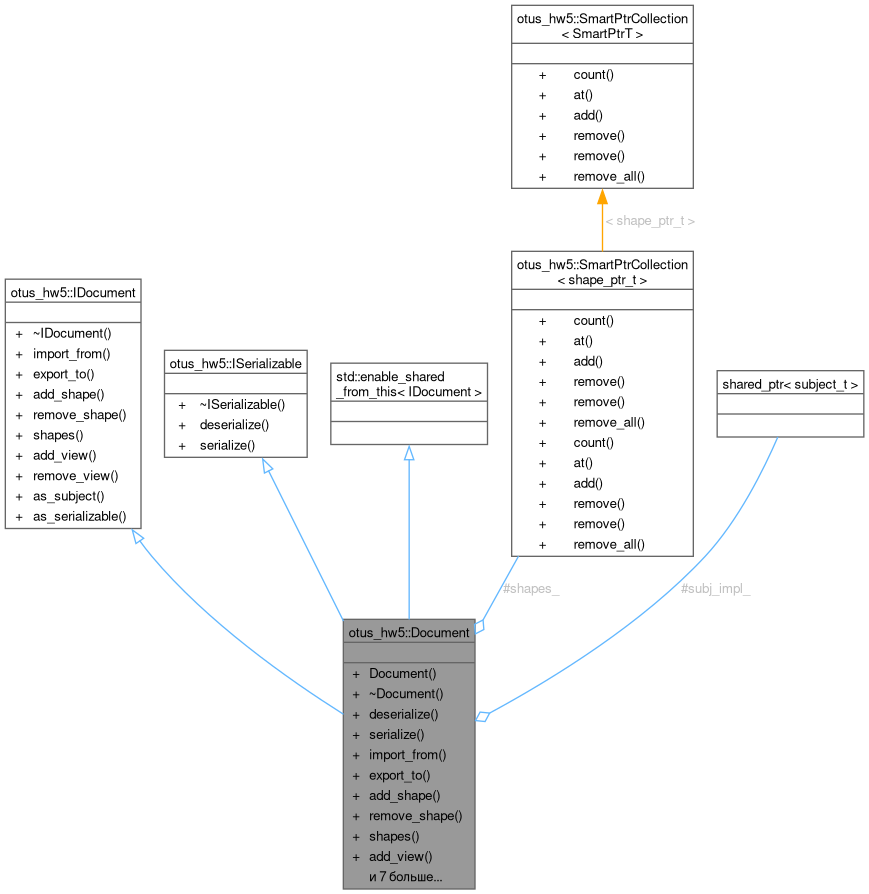 otus_hw5::SmartPtrCollection
< SmartPtrT >
+ count()
+ at()
+ add()
+ remove()
+ remove()
+ remove_all()
< shape_ptr_t >
otus_hw5::SmartPtrCollection
< shape_ptr_t >
+ count()
+ at()
+ add()
+ remove()
+ remove()
+ remove_all()
+ count()
+ at()
+ add()
+ remove()
+ remove()
+ remove_all()
otus_hw5::IDocument
+ ~IDocument()
+ import_from()
+ export_to()
+ add_shape()
+ remove_shape()
+ shapes()
+ add_view()
+ remove_view()
+ as_subject()
+ as_serializable()
otus_hw5::ISerializable
+ ~ISerializable()
+ deserialize()
+ serialize()
std::enable_shared
_from_this< IDocument >
shared_ptr< subject_t >
#shapes_
#subj_impl_
otus_hw5::Document
+ Document()
+ ~Document()
+ deserialize()
+ serialize()
+ import_from()
+ export_to()
+ add_shape()
+ remove_shape()
+ shapes()
+ add_view()
и 7 больше...